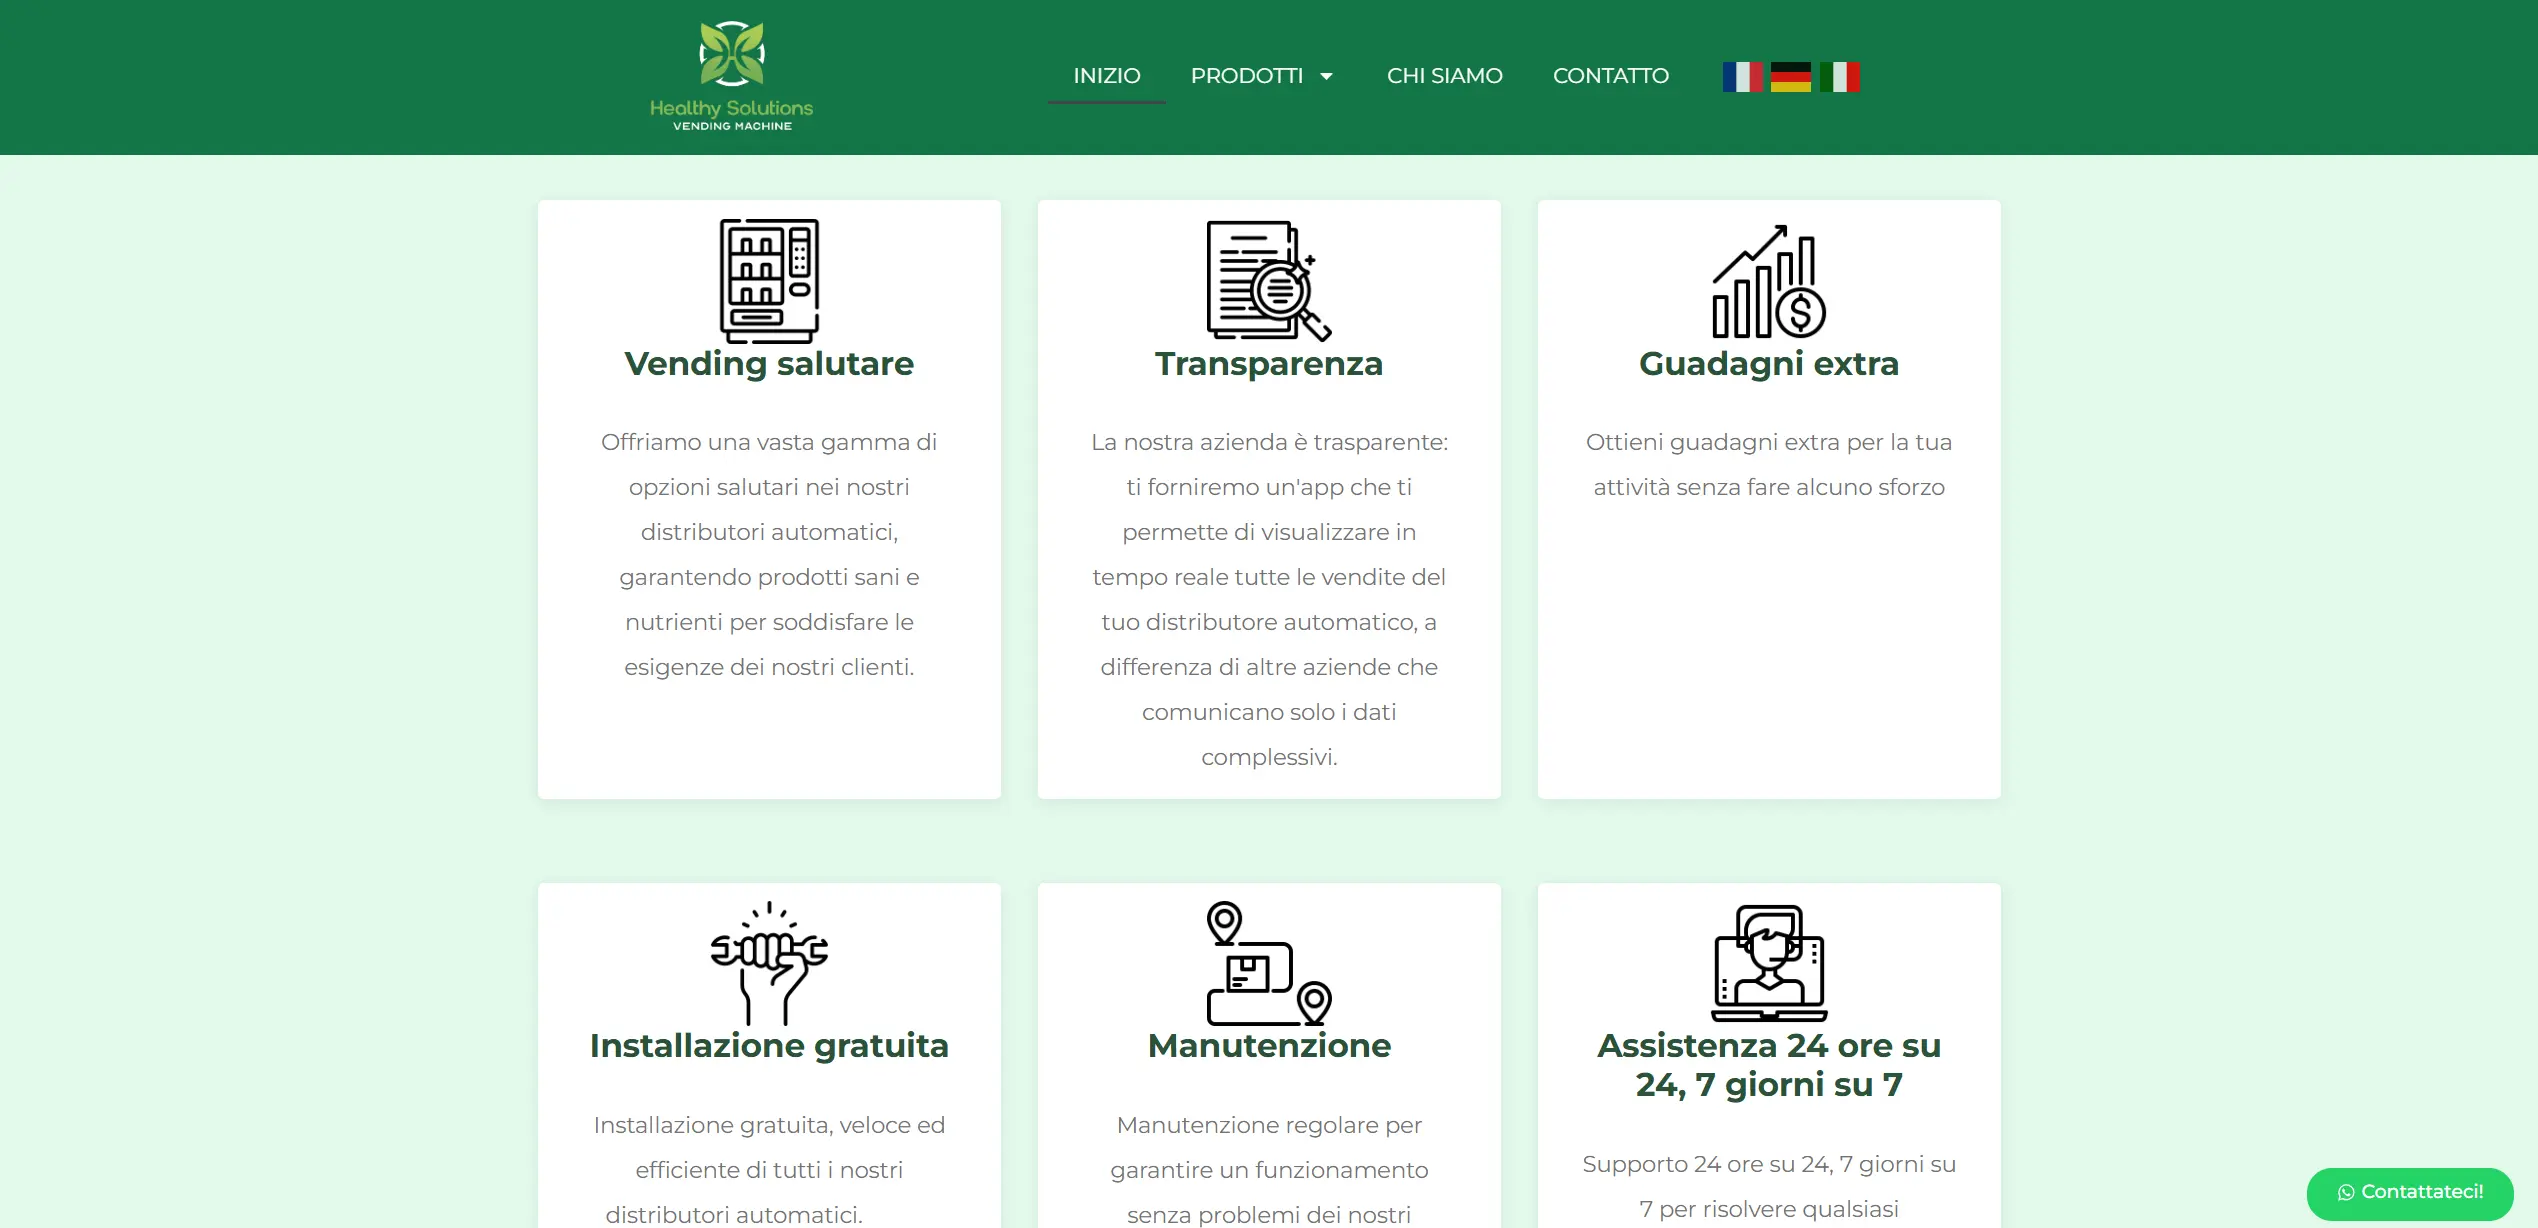 Healthy Solutions
VENDING MACHINE
INIZIO
PRODOTTI
CHI SIAMO
CONTATTO
Vending salutare
Offriamo una vasta gamma di
opzioni salutari nei nostri
distributori automatici,
garantendo prodotti sani e
nutrienti per soddisfare le
esigenze dei nostri clienti.
Transparenza
La nostra azienda è trasparente:
ti forniremo un'app che ti
permette di visualizzare in
tempo reale tutte le vendite del
tuo distributore automatico, a
differenza di altre aziende che
comunicano solo i dati
complessivi.
Guadagni extra
Ottieni guadagni extra per la tua
attività senza fare alcuno sforzo
Installazione gratuita
Installazione gratuita, veloce ed
efficiente di tutti i nostri
distributori automatici.
Manutenzione
Manutenzione regolare per
garantire un funzionamento
senza problemi dei nostri
Assistenza 24 ore su
24, 7 giorni su 7
Supporto 24 ore su 24, 7 giorni su
7 per risolvere qualsiasi
Contattateci!